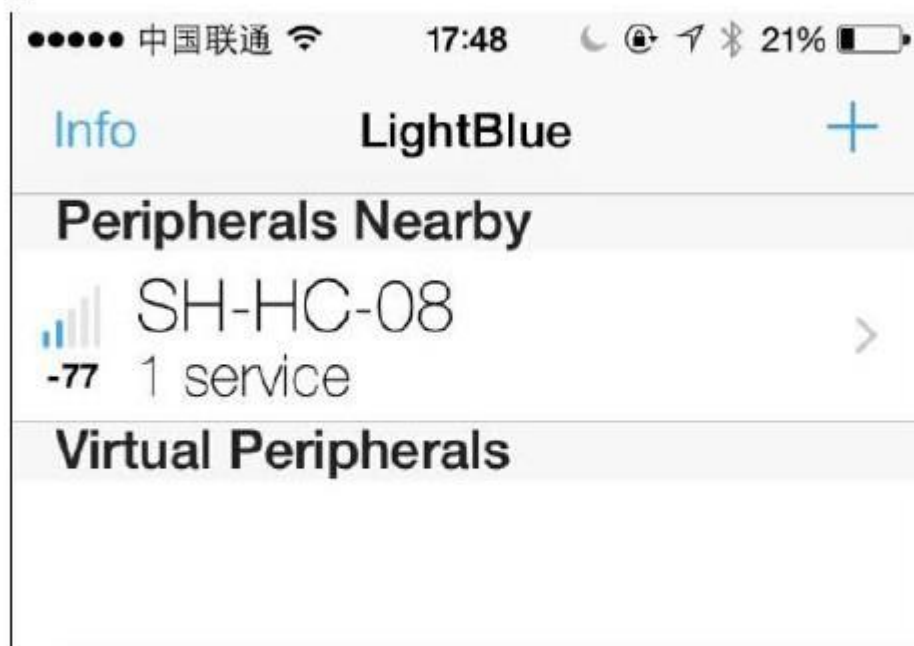 中国联通 17:48 21%
Info LightBlue +
Peripherals Nearby
SH-HC-08
-77 1 service
Virtual Peripherals